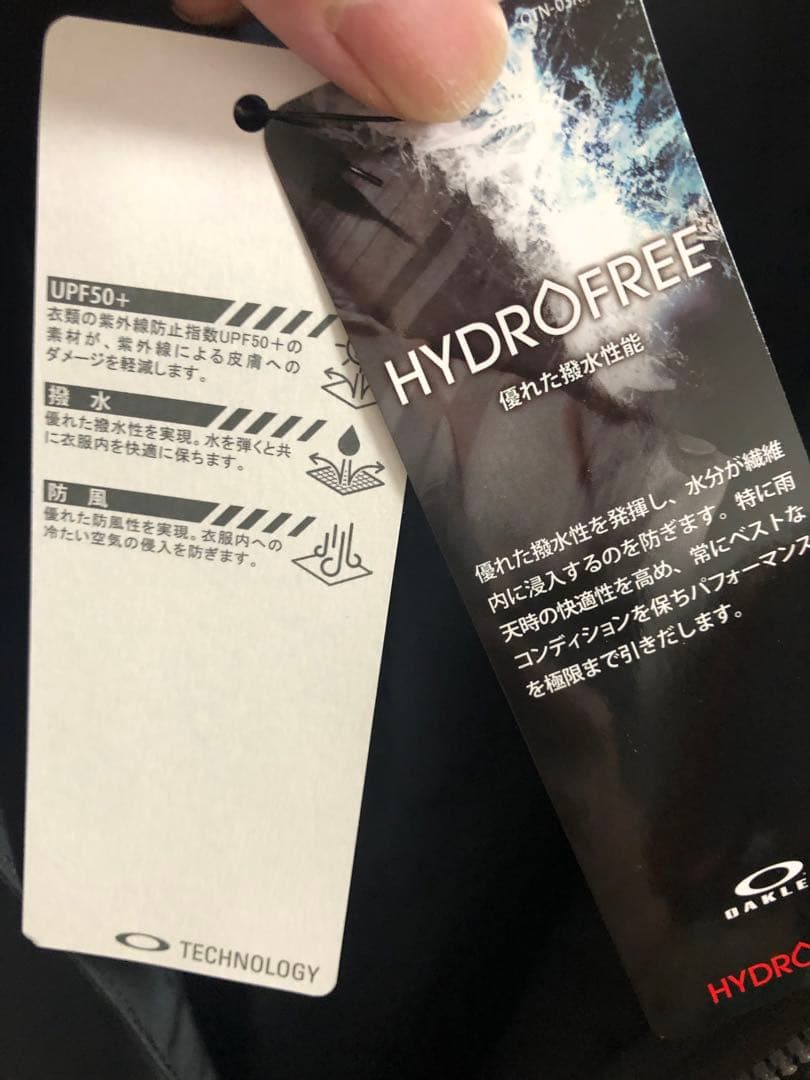 UPF50+
衣類の紫外線防止指数UPF50+の
素材が、紫外線による皮膚への
ダメージを軽減します。
撥水
優れた撥水性を実現。水を弾くと共
に衣服内を快適に保ちます。
防風
優れた防風性を実現。衣服内への
冷たい空気の侵入を防ぎます。
TECHNOLOGY
HYDROFREE
優れた撥水性能
優れた撥水性を発揮し、水分が繊維
内に浸入するのを防ぎます。特に雨
天時の快適性を高め、常にベストな
コンディションを保ちパフォーマンス
を極限まで引きだします。
OAKLE
HYDRO